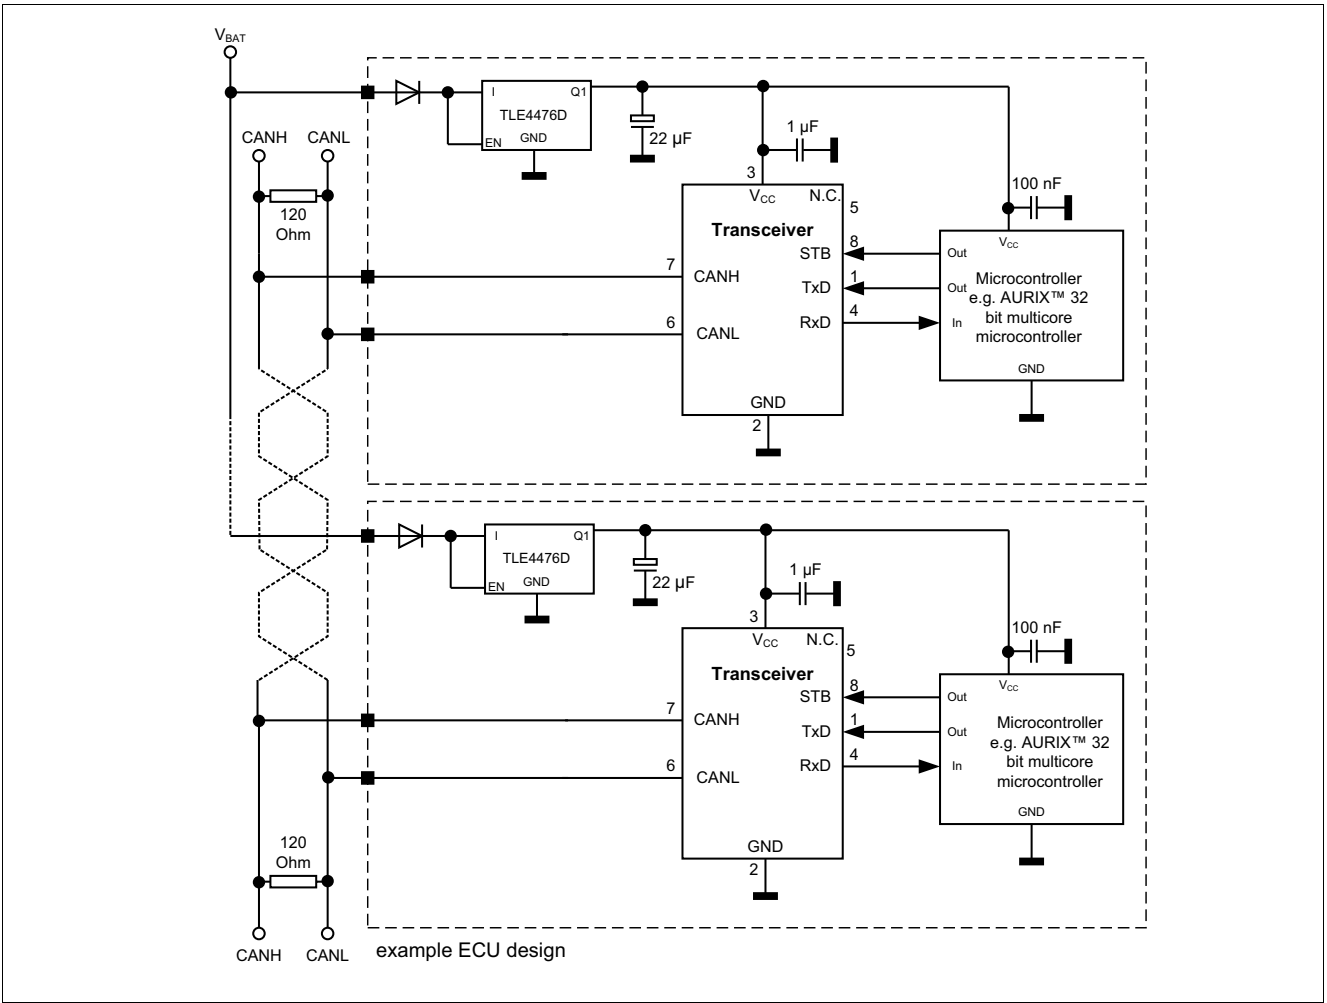 VBAT
CANH CANL
120
Ohm
I Q1
TLE4476D
EN GND
22 µF
1 µF
100 nF
3
VCC N.C.
5
Transceiver
STB
8
TxD
1
RxD
4
7
CANH
6
CANL
GND
2
VCC
Out
Out
In
Microcontroller
e.g. AURIX™ 32
bit multicore
microcontroller
GND
I Q1
TLE4476D
EN GND
22 µF
1 µF
100 nF
3
VCC N.C.
5
Transceiver
STB
8
TxD
1
RxD
4
7
CANH
6
CANL
GND
2
VCC
Out
Out
In
Microcontroller
e.g. AURIX™ 32
bit multicore
microcontroller
GND
120
Ohm
CANH CANL
example ECU design